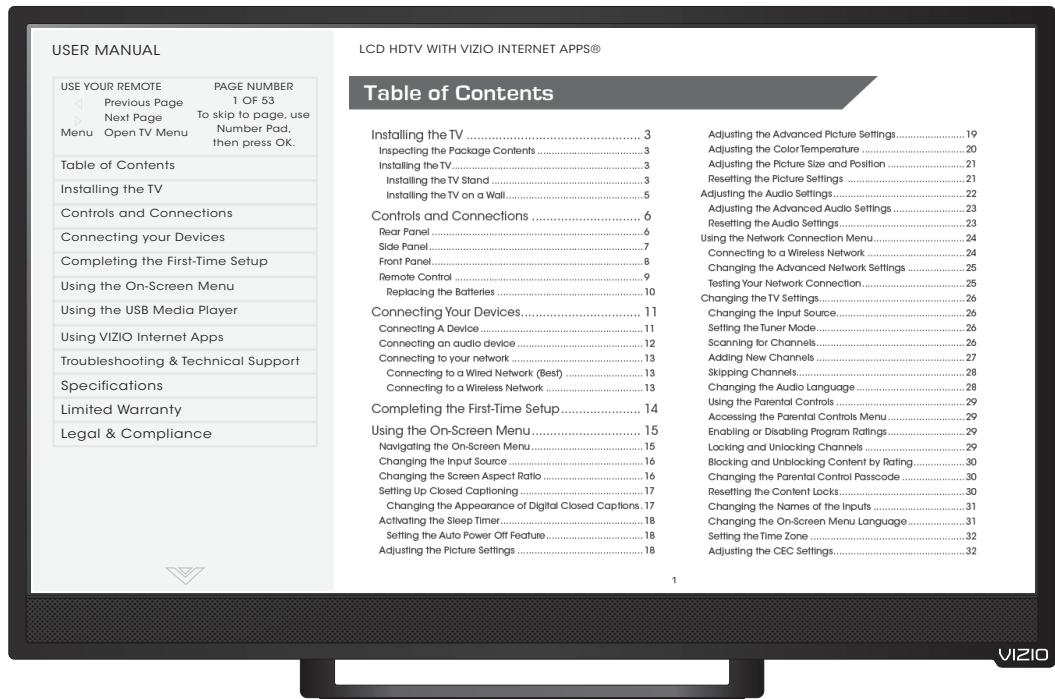 USER MANUAL
USE YOUR REMOTE
Previous Page
Next Page
Menu Open TV Menu
PAGE NUMBER
1 OF 53
To skip to page, use
Number Pad,
then press OK.
Table of Contents
Installing the TV
Controls and Connections
Connecting your Devices
Completing the First-Time Setup
Using the On-Screen Menu
Using the USB Media Player
Using VIZIO Internet Apps
Troubleshooting & Technical Support
Specifications
Limited Warranty
Legal & Compliance
LCD HDTV WITH VIZIO INTERNET APPS®
Table of Contents
Installing the TV ........ 3
Inspecting the Package Contents ........ 3
Installing the TV ........ 3
Installing the TV Stand ........ 3
Installing the TV on a Wall ........ 5
Controls and Connections ........ 6
Rear Panel ........ 6
Side Panel ........ 7
Front Panel ........ 8
Remote Control ........ 9
Replacing the Batteries ........ 10
Connecting Your Devices ........ 11
Connecting A Device ........ 11
Connecting an audio device ........ 12
Connecting to your network ........ 13
Connecting to a Wired Network (Best) ........ 13
Connecting to a Wireless Network ........ 13
Completing the First-Time Setup ........ 14
Using the On-Screen Menu ........ 15
Navigating the On-Screen Menu ........ 15
Changing the Input Source ........ 16
Changing the Screen Aspect Ratio ........ 16
Setting Up Closed Captioning ........ 17
Changing the Appearance of Digital Closed Captions. 17
Activating the Sleep Timer ........ 18
Setting the Auto Power Off Feature ........ 18
Adjusting the Picture Settings ........ 18
Adjusting the Advanced Picture Settings ........ 19
Adjusting the Color Temperature ........ 20
Adjusting the Picture Size and Position ........ 21
Resetting the Picture Settings ........ 21
Adjusting the Audio Settings ........ 22
Adjusting the Advanced Audio Settings ........ 23
Resetting the Audio Settings ........ 23
Using the Network Connection Menu ........ 24
Connecting to a Wireless Network ........ 24
Changing the Advanced Network Settings ........ 25
Testing Your Network Connection ........ 25
Changing the TV Settings ........ 26
Changing the Input Source ........ 26
Setting the Tuner Mode ........ 26
Scanning for Channels ........ 26
Adding New Channels ........ 27
Skipping Channels ........ 28
Changing the Audio Language ........ 28
Using the Parental Controls ........ 29
Accessing the Parental Controls Menu ........ 29
Enabling or Disabling Program Ratings ........ 29
Locking and Unlocking Channels ........ 29
Blocking and Unblocking Content by Rating ........ 30
Changing the Parental Control Passcode ........ 30
Resetting the Content Locks ........ 30
Changing the Names of the Inputs ........ 31
Changing the On-Screen Menu Language ........ 31
Setting the Time Zone ........ 32
Adjusting the CEC Settings ........ 32
1
VIZIO